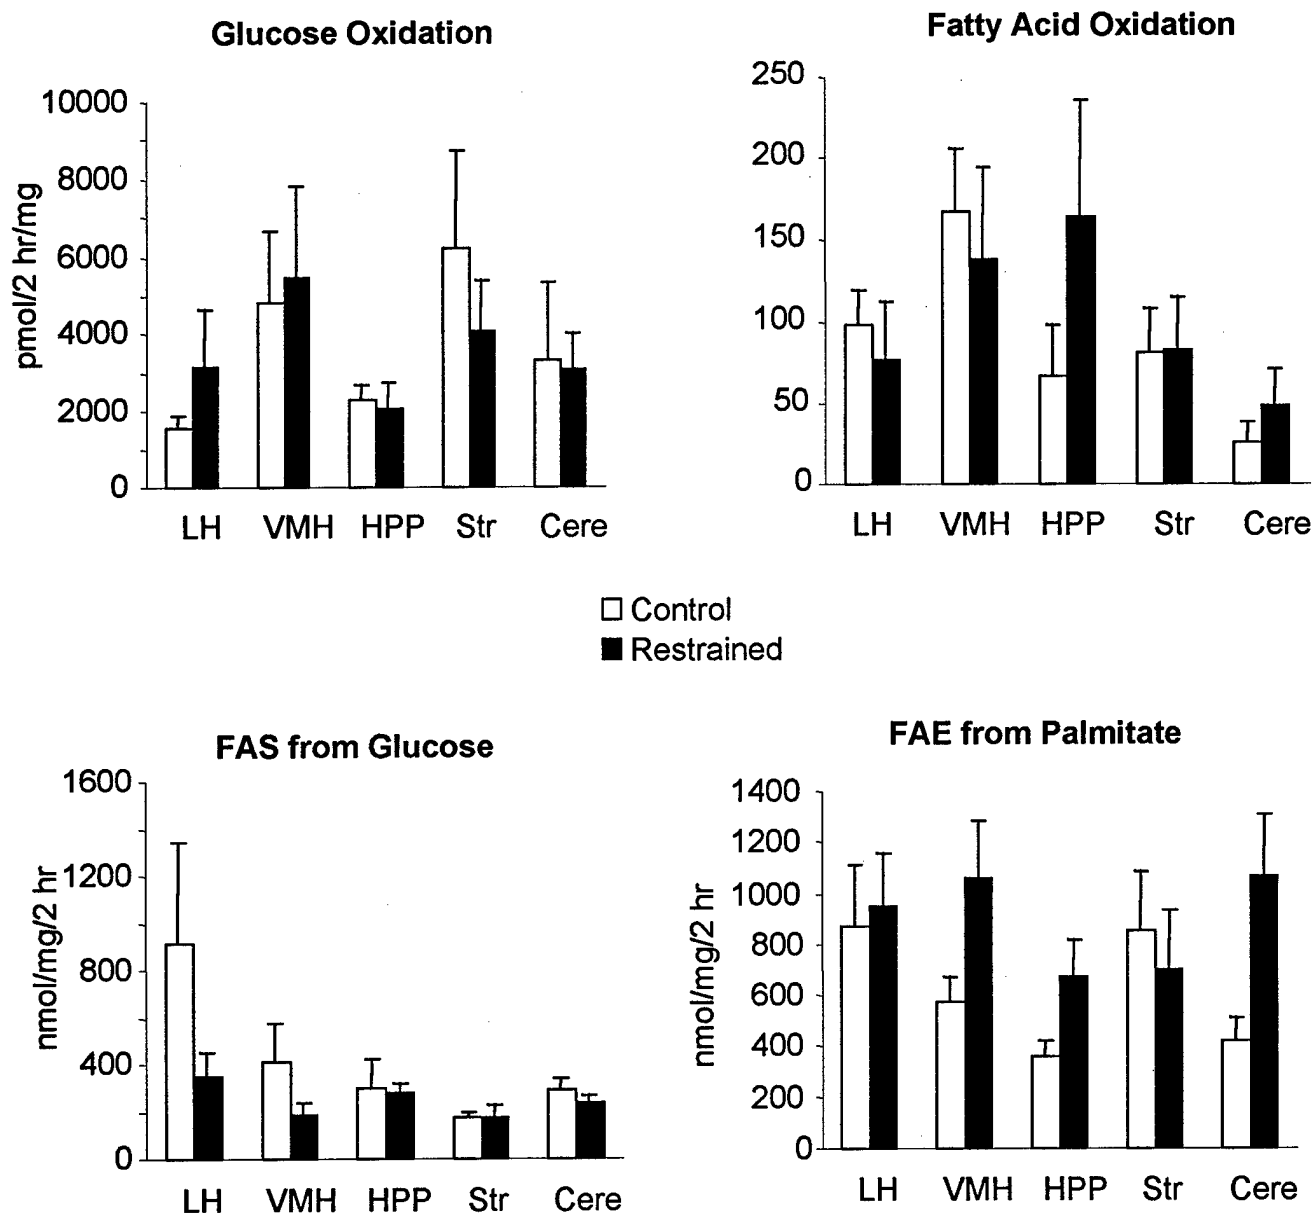 Glucose Oxidation
pmol/2 hr/mg
10000
8000
6000
4000
2000
0
LH VMH HPP Str Cere
Fatty Acid Oxidation
250
200
150
100
50
0
LH VMH HPP Str Cere
Control
Restrained
FAS from Glucose
nmol/mg/2 hr
1600
1200
800
400
0
LH VMH HPP Str Cere
FAE from Palmitate
nmol/mg/2 hr
1400
1200
1000
800
600
400
200
0
LH VMH HPP Str Cere